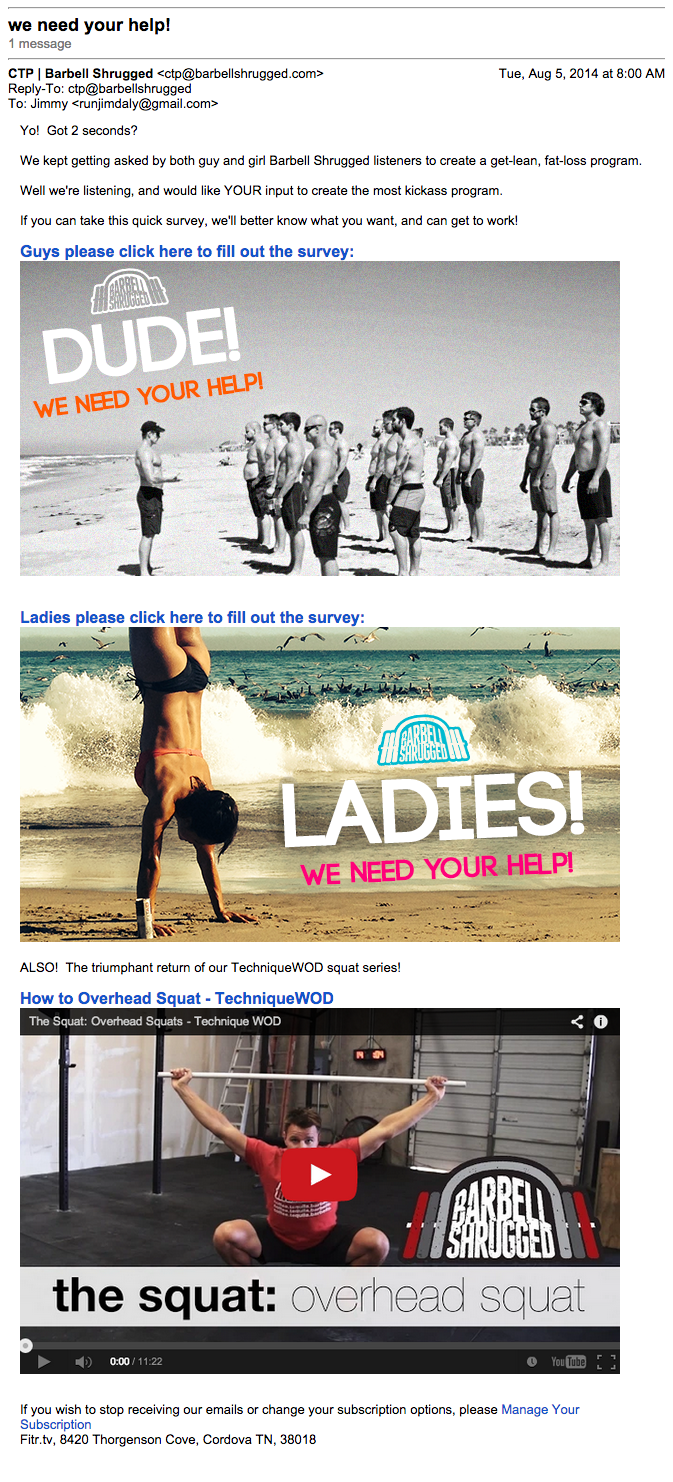 we need your help!
1 message
CTP | Barbell Shrugged <ctp@barbellshrugged.com> Tue, Aug 5, 2014 at 8:00 AM
Reply-To: ctp@barbellshrugged
To: Jimmy <runjimdaly@gmail.com>
Yo!  Got 2 seconds?
We kept getting asked by both guy and girl Barbell Shrugged listeners to create a get-lean, fat-loss program.
Well we're listening, and would like YOUR input to create the most kickass program.
If you can take this quick survey, we'll better know what you want, and can get to work!
Guys please click here to fill out the survey:
BARBELL
SHRUGGED
DUDE!
WE NEED YOUR HELP!
Ladies please click here to fill out the survey:
BARBELL
SHRUGGED
LADIES!
WE NEED YOUR HELP!
ALSO!  The triumphant return of our TechniqueWOD squat series!
How to Overhead Squat - TechniqueWOD
The Squat: Overhead Squats - Technique WOD
BARBELL
SHRUGGED
the squat: overhead squat
0:00 / 11:22
YouTube
If you wish to stop receiving our emails or change your subscription options, please Manage Your
Subscription
Fitr.tv, 8420 Thorgenson Cove, Cordova TN, 38018